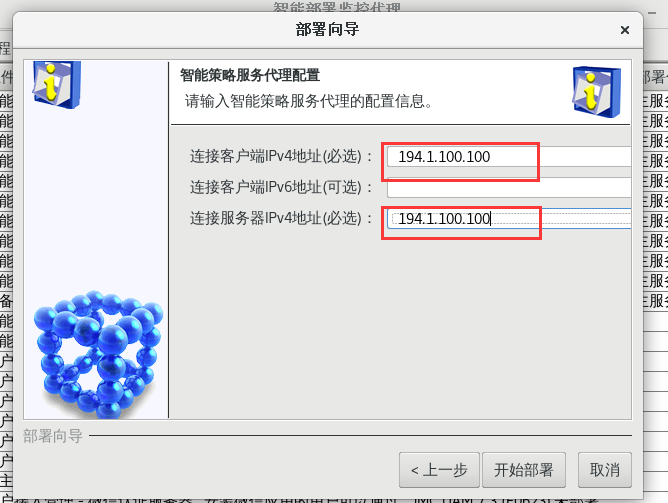 智能部署监控代理
部署向导
智能策略服务代理配置
请输入智能策略服务代理的配置信息。
连接客户端IPv4地址(必选)： 194.1.100.100
连接客户端IPv6地址(可选)：
连接服务器IPv4地址(必选)： 194.1.100.100
部署向导
< 上一步 开始部署 取消